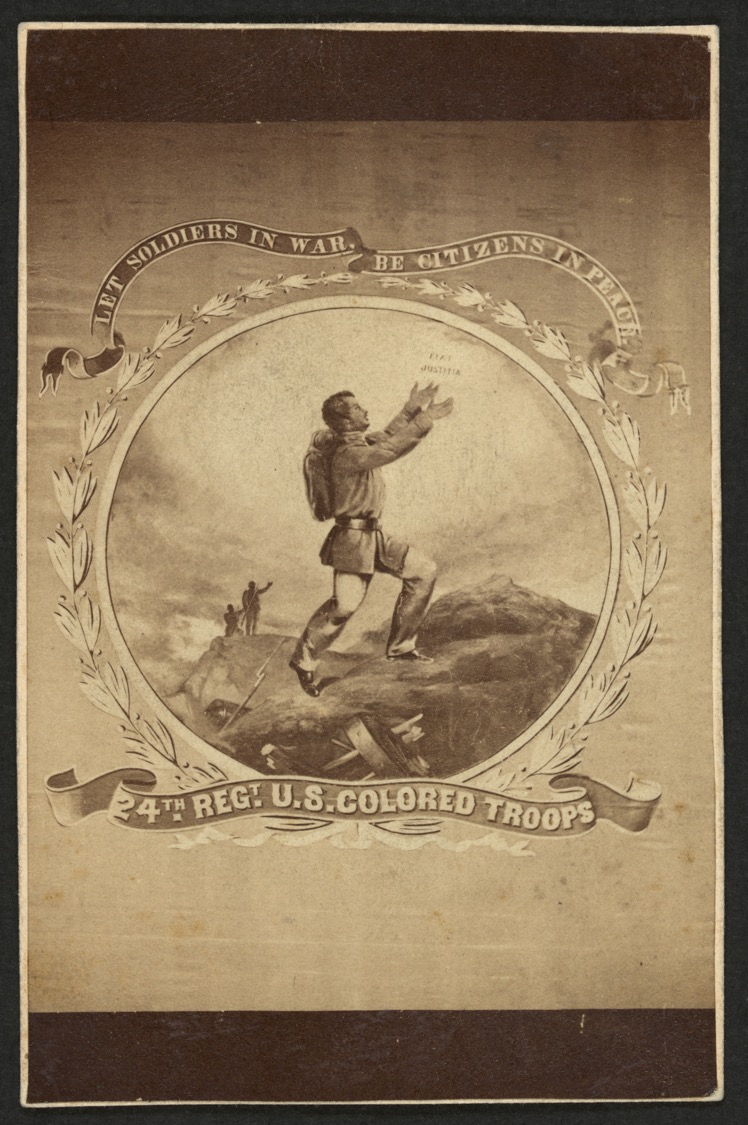 LET SOLDIERS IN WAR, BE CITIZENS IN PEACE.
FIAT
JUSTITIA
24TH REGT. U.S. COLORED TROOPS